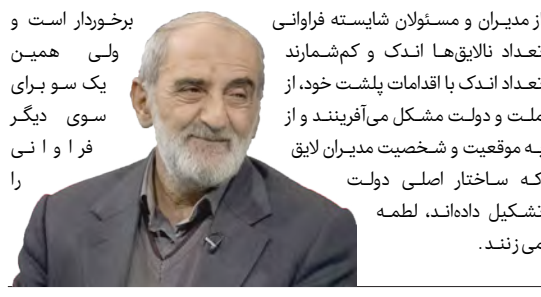 از مدیران و مسئولان شایسته فراوانی برخوردار است و
تعداد نالایق‌ها اندک و کم‌شمارند ولی همین
تعداد اندک با اقدامات پلشت خود، از یک سو برای
ملت و دولت مشکل می‌آفرینند و از سوی دیگر
به موقعیت و شخصیت مدیران لایق فراوانی
که ساختار اصلی دولت را
تشکیل داده‌اند، لطمه
می‌زنند.